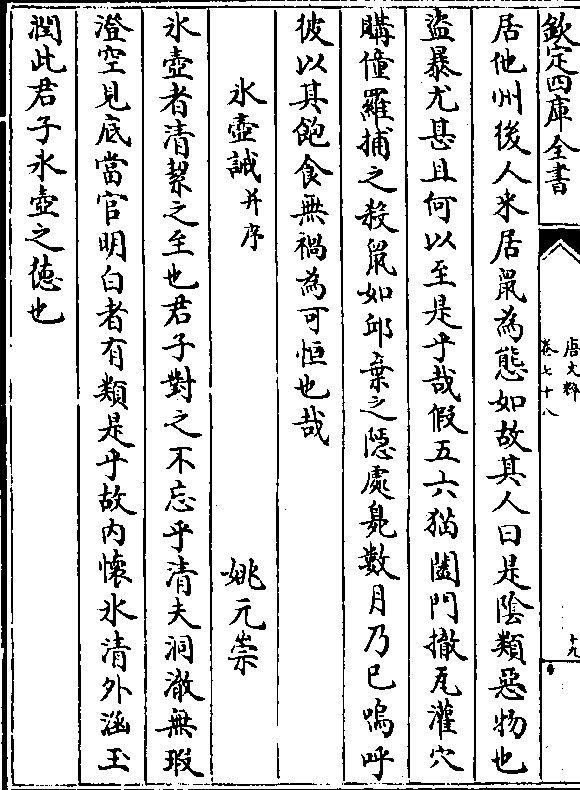 欽定四庫全書
唐文粹
卷七十八
十九
居他州後人来居鼠為態如故其人曰是陰類惡物也
盜暴尤甚且何以至是乎哉假五六猫闔門撤瓦灌穴
購僮羅捕之殺鼠如邱棄之隠處臰數月乃已嗚呼
彼以其飽食無禍為可恒也哉
氷壺誡并序 姚元崇
氷壺者清絜之至也君子對之不忘乎清夫洞澈無瑕
澄空見底當官明白者有類是乎故内懐氷清外涵玉
潤此君子氷壺之徳也